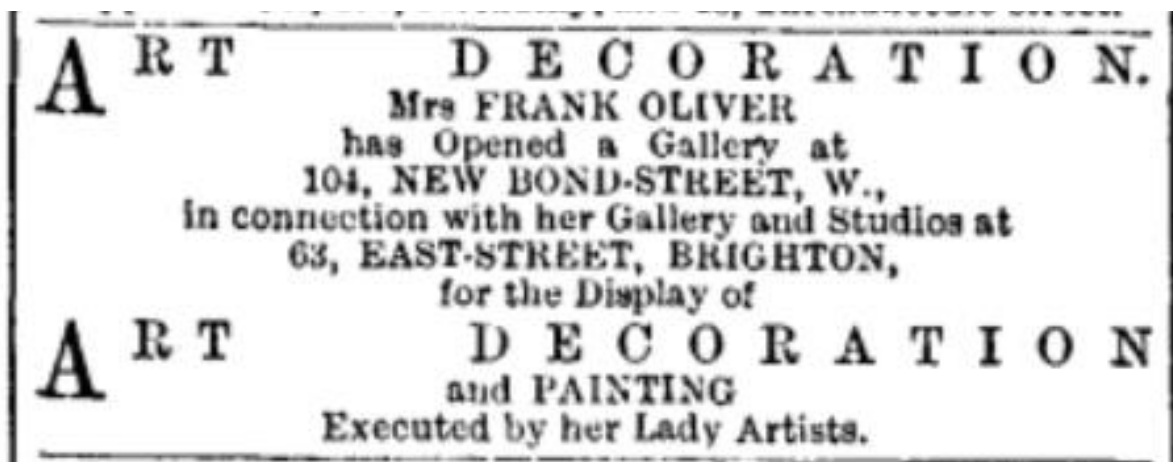 ART DECORATION.
Mrs FRANK OLIVER
has Opened a Gallery at
104, NEW BOND-STREET, W.,
in connection with her Gallery and Studios at
63, EAST-STREET, BRIGHTON,
for the Display of
ART DECORATION
and PAINTING
Executed by her Lady Artists.